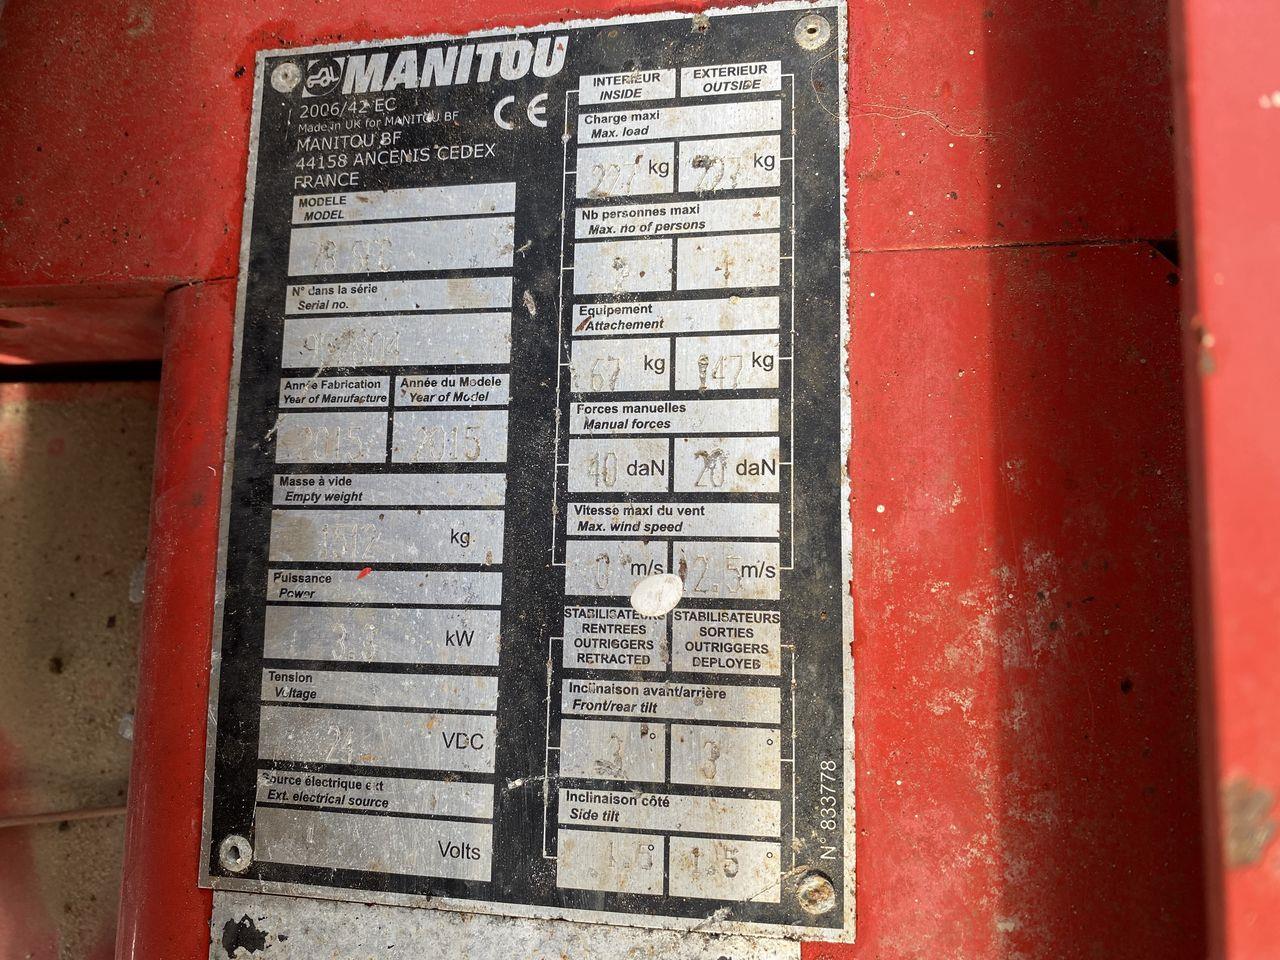 MANITOU
2006/42 EC
Made in UK for MANITOU BF
MANITOU BF
44158 ANCENIS CEDEX
FRANCE
CE
MODELE
MODEL
N° dans la série
Serial no.
Année Fabrication
Year of Manufacture
2015
Année du Modele
Year of Model
2015
Masse à vide
Empty weight
1512 kg
Puissance
Power
kW
Tension
Voltage
24 VDC
Source électrique ext
Ext. electrical source
Volts
INTERIEUR
INSIDE
EXTERIEUR
OUTSIDE
Charge maxi
Max. load
227 kg
227 kg
Nb personnes maxi
Max. no of persons
1
Equipement
Attachement
67 kg
147 kg
Forces manuelles
Manual forces
40 daN
20 daN
Vitesse maxi du vent
Max. wind speed
0 m/s
12.5 m/s
STABILISATEURS
RENTREES
OUTRIGGERS
RETRACTED
STABILISATEURS
SORTIES
OUTRIGGERS
DEPLOYEB
Inclinaison avant/arrière
Front/rear tilt
3°
3°
Inclinaison côté
Side tilt
1.5°
1.5°
N° 833778